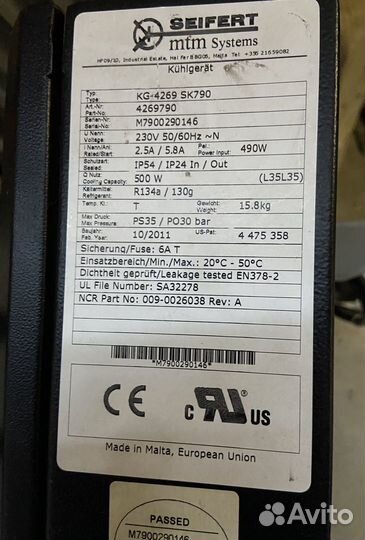 SEIFERT
mtm Systems
HF09/10, Industrial Estate, Hal Far BBG06, Malta Tel +356 21659082
Kühlgerät
Typ Type KG-4269 SK790
Artikel-Nr: Part-No: 4269790
Serien-Nr: Serial-No: M7900290146
U Nenn: Voltage: 230V 50/60Hz ~N
I Nenn/Anl: Rated/Start: 2.5A / 5.8A Pel.: Power Input: 490W
Schutzart: System: IP54 / IP24 In / Out
Q Nutz: Cooling Capacity: 500 W (L35L35)
Kältemittel: Refrigerant: R134a / 130g
Temp. Kl.: T Gewicht: Weight: 15.8kg
Max Druck: Max Pressure: PS35 / PO30 bar
Baujahr: 10/2011 US-Pat: 4 475 358
Sicherung/Fuse: 6A T
Einsatzbereich/Min./Max.: 20°C - 50°C
Dichtheit geprüft/Leakage tested EN378-2
UL File Number: SA32278
NCR Part No: 009-0026038 Rev: A
*M7900290146*
CE c RU US
Made in Malta, European Union
PASSED
M7900290146
Avito